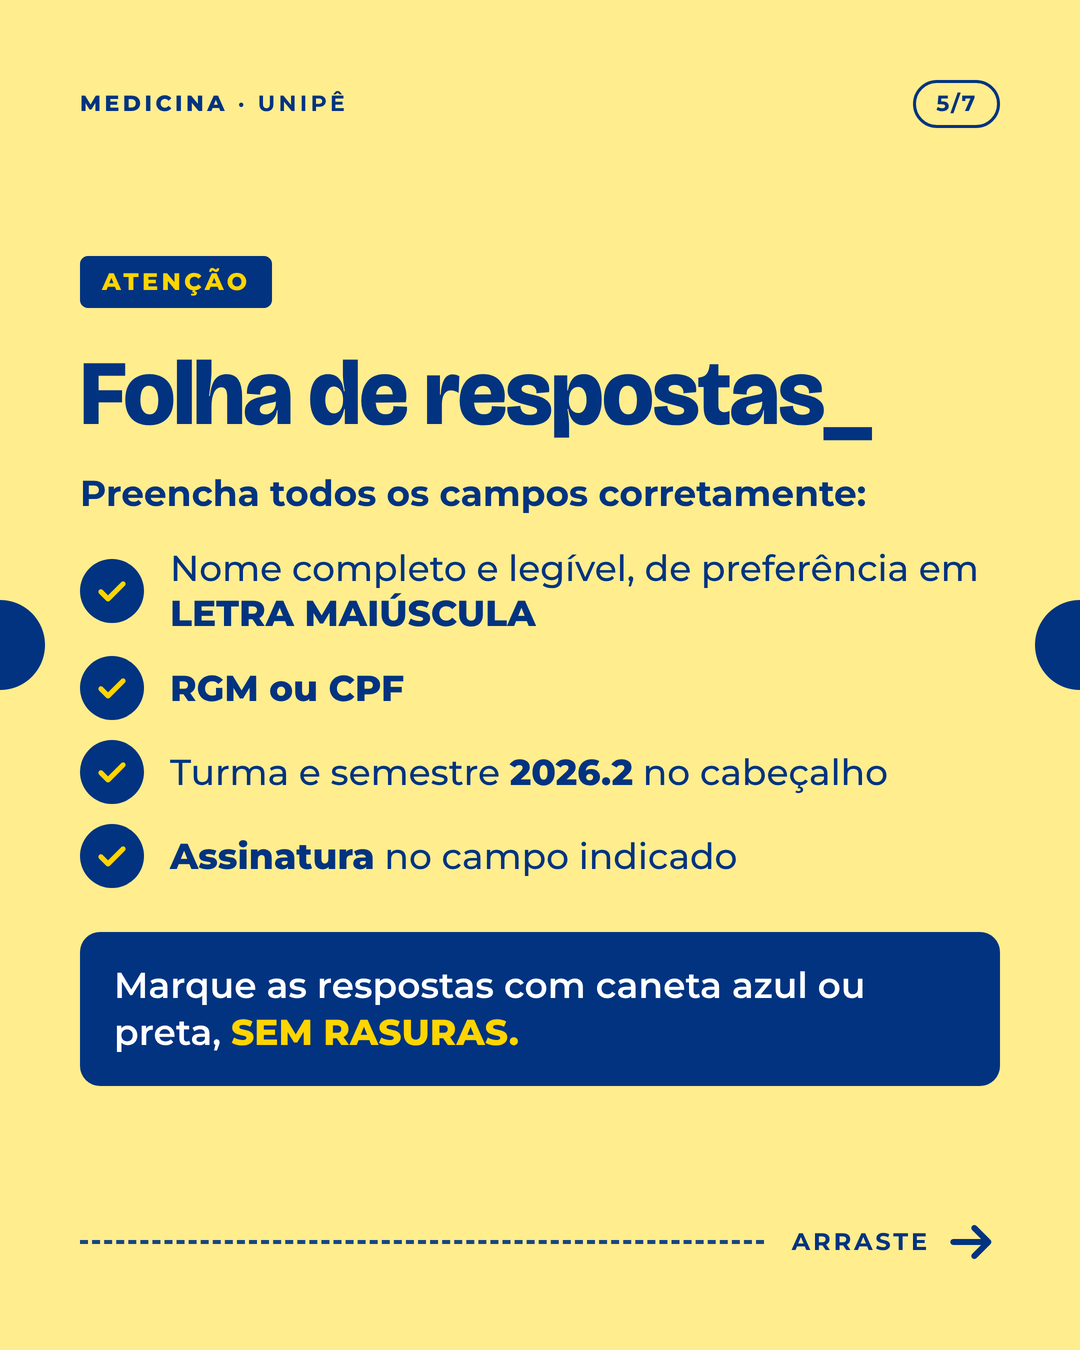 MEDICINA · UNIPÊ
5/7
ATENÇÃO
Folha de respostas_
Preencha todos os campos corretamente:
Nome completo e legível, de preferência em
LETRA MAIÚSCULA
RGM ou CPF
Turma e semestre 2026.2 no cabeçalho
Assinatura no campo indicado
Marque as respostas com caneta azul ou
preta, SEM RASURAS.
ARRASTE